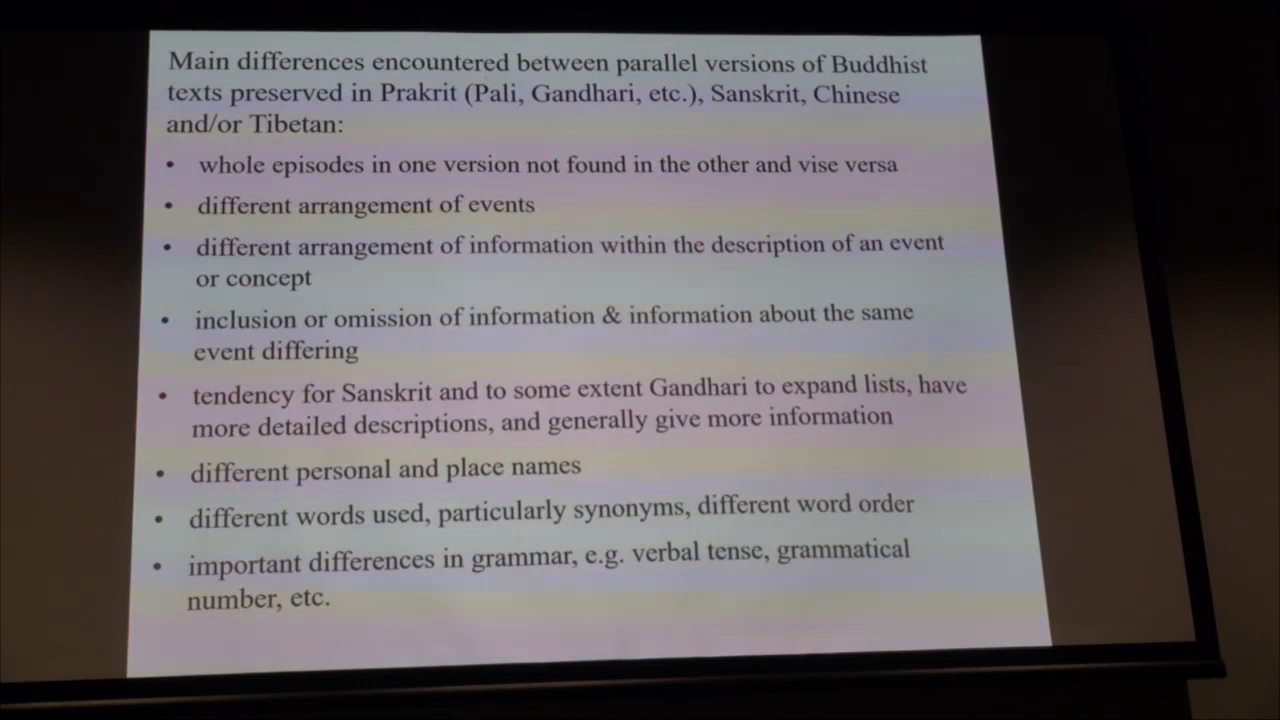 Main differences encountered between parallel versions of Buddhist
texts preserved in Prakrit (Pali, Gandhari, etc.), Sanskrit, Chinese
and/or Tibetan:
• whole episodes in one version not found in the other and vise versa
• different arrangement of events
• different arrangement of information within the description of an event
or concept
• inclusion or omission of information & information about the same
event differing
• tendency for Sanskrit and to some extent Gandhari to expand lists, have
more detailed descriptions, and generally give more information
• different personal and place names
• different words used, particularly synonyms, different word order
• important differences in grammar, e.g. verbal tense, grammatical
number, etc.